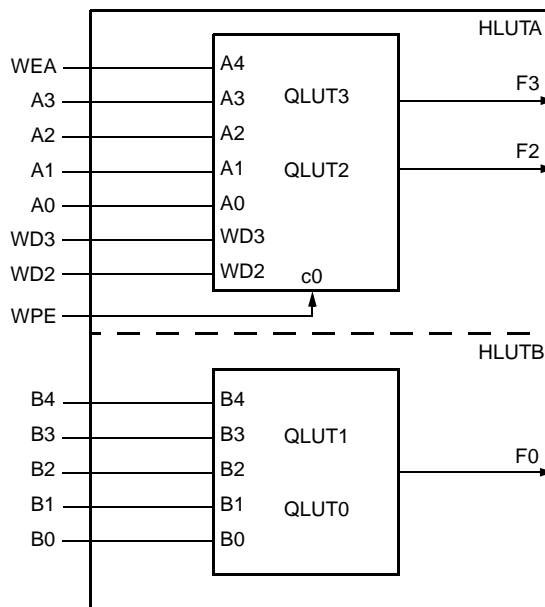 HLUTA
WEA A4
QLUT3 F3
A3 A3
A2 A2
QLUT2 F2
A1 A1
A0 A0
WD3 WD3
WD2 WD2
c0
WPE
HLUTB
B4 B4
B3 B3
QLUT1
B2 B2
F0
B1 B1
QLUT0
B0 B0